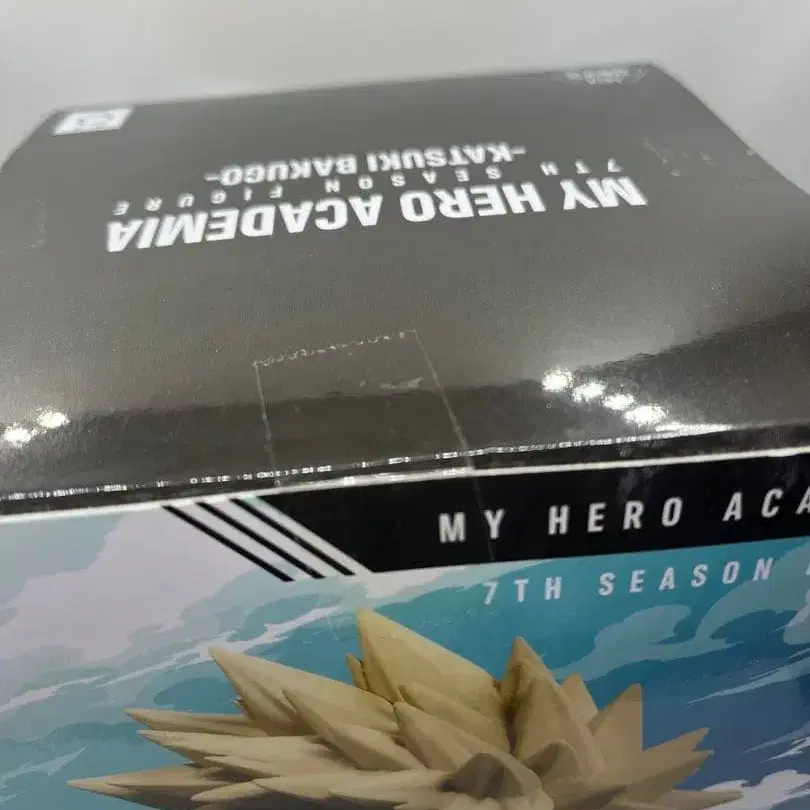 MY HERO ACADEMIA
7TH SEASON FIGURE
-KATSUKI BAKUGO-
MY HERO ACA
7TH SEASON